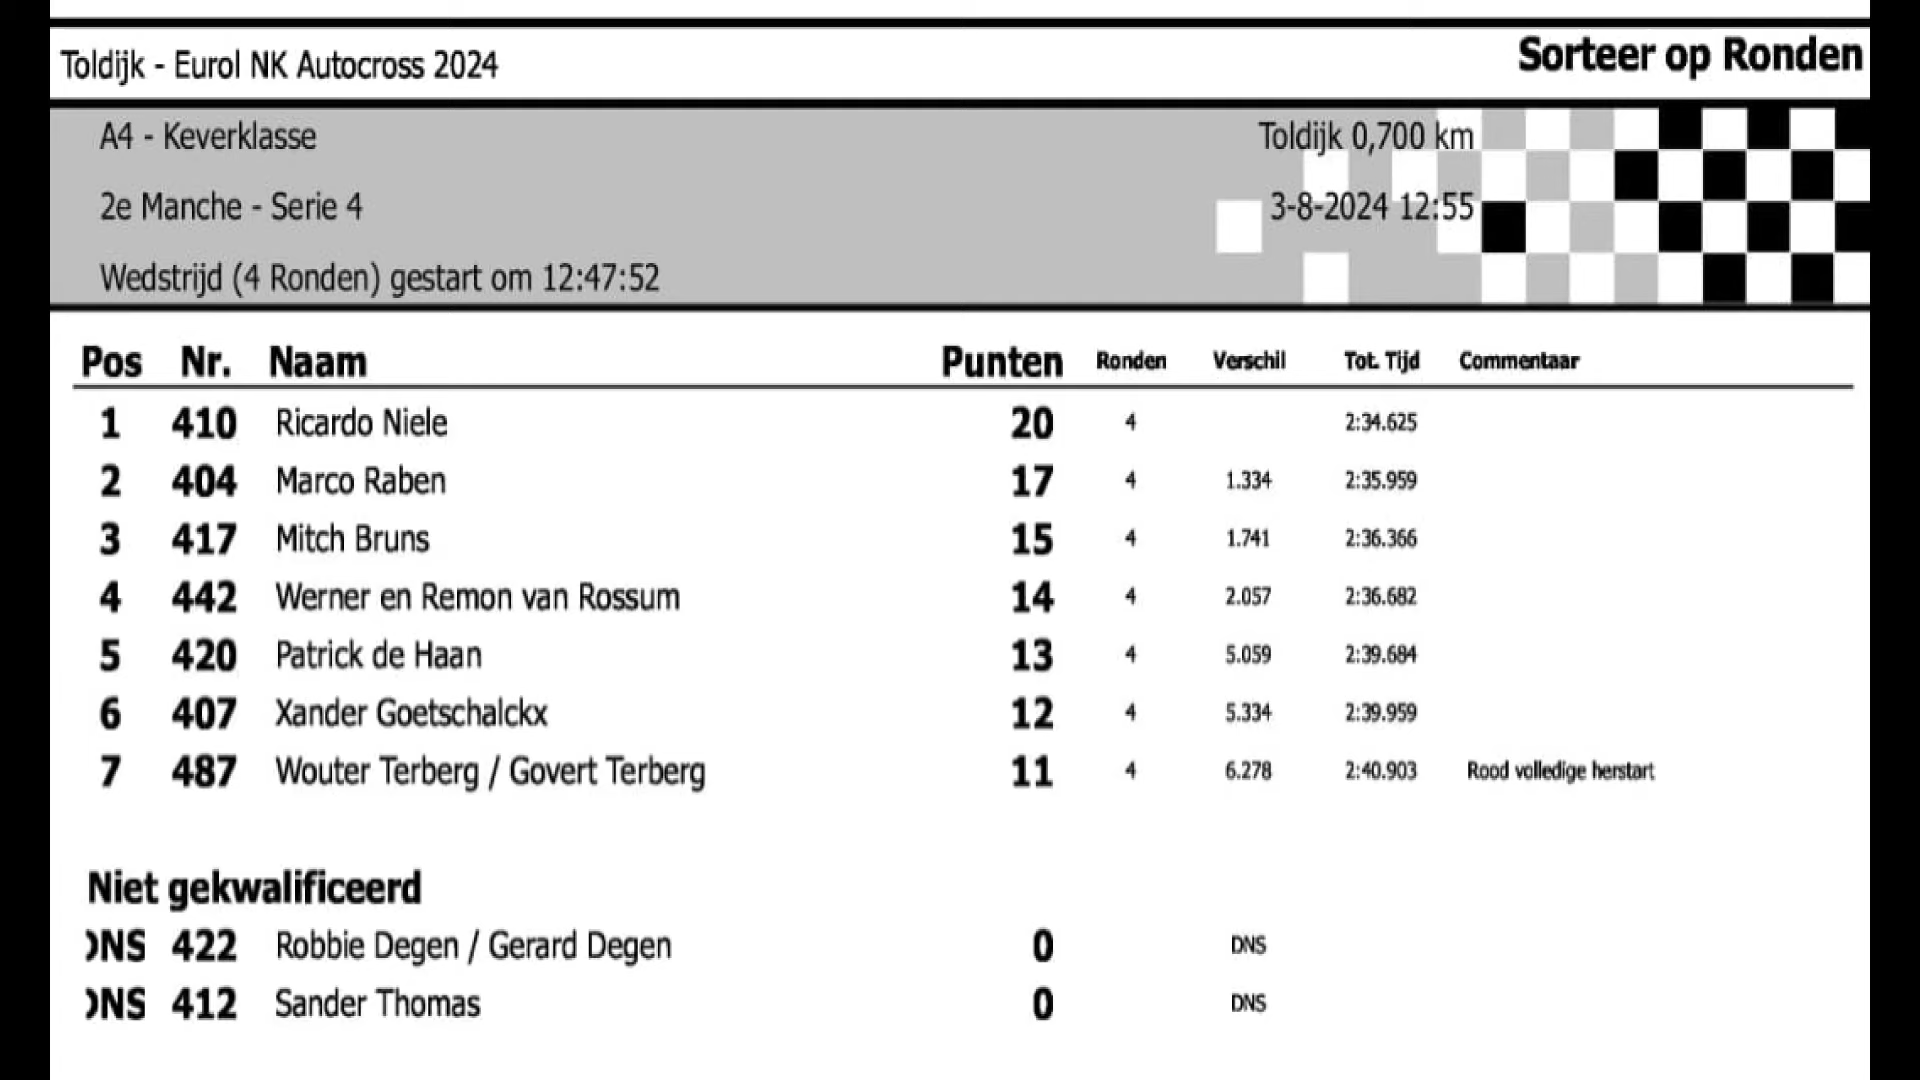 Toldijk - Eurol NK Autocross 2024 Sorteer op Ronden
A4 - Keverklasse Toldijk 0,700 km
2e Manche - Serie 4 3-8-2024 12:55
Wedstrijd (4 Ronden) gestart om 12:47:52
Pos Nr. Naam Punten Ronden Verschil Tot. Tijd Commentaar
1 410 Ricardo Niele 20 4 2:34.625
2 404 Marco Raben 17 4 1.334 2:35.959
3 417 Mitch Bruns 15 4 1.741 2:36.366
4 442 Werner en Remon van Rossum 14 4 2.057 2:36.682
5 420 Patrick de Haan 13 4 5.059 2:39.684
6 407 Xander Goetschalckx 12 4 5.334 2:39.959
7 487 Wouter Terberg / Govert Terberg 11 4 6.278 2:40.903 Rood volledige herstart
Niet gekwalificeerd
DNS 422 Robbie Degen / Gerard Degen 0 DNS
DNS 412 Sander Thomas 0 DNS